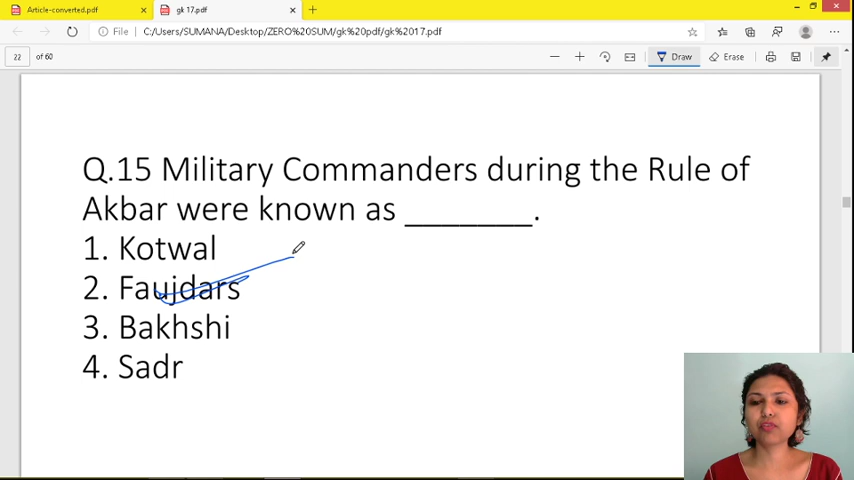 Article-converted.pdf
gk 17.pdf
File
C:/Users/SUMANA/Desktop/ZERO%20SUM/gk%20pdf/gk%2017.pdf
22 of 60
Draw
Erase
Q.15 Military Commanders during the Rule of
Akbar were known as _______.
1. Kotwal
2. Faujdars
3. Bakhshi
4. Sadr